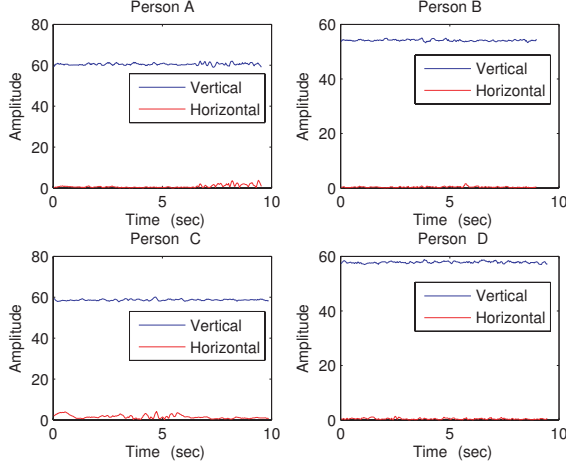 Person A
Amplitude
80
60
40
20
0
Vertical
Horizontal
0 5 10
Time (sec)
Person B
Amplitude
60
40
20
0
Vertical
Horizontal
0 5 10
Time (sec)
Person C
Amplitude
80
60
40
20
0
Vertical
Horizontal
0 5 10
Time (sec)
Person D
Amplitude
60
40
20
0
Vertical
Horizontal
0 5 10
Time (sec)